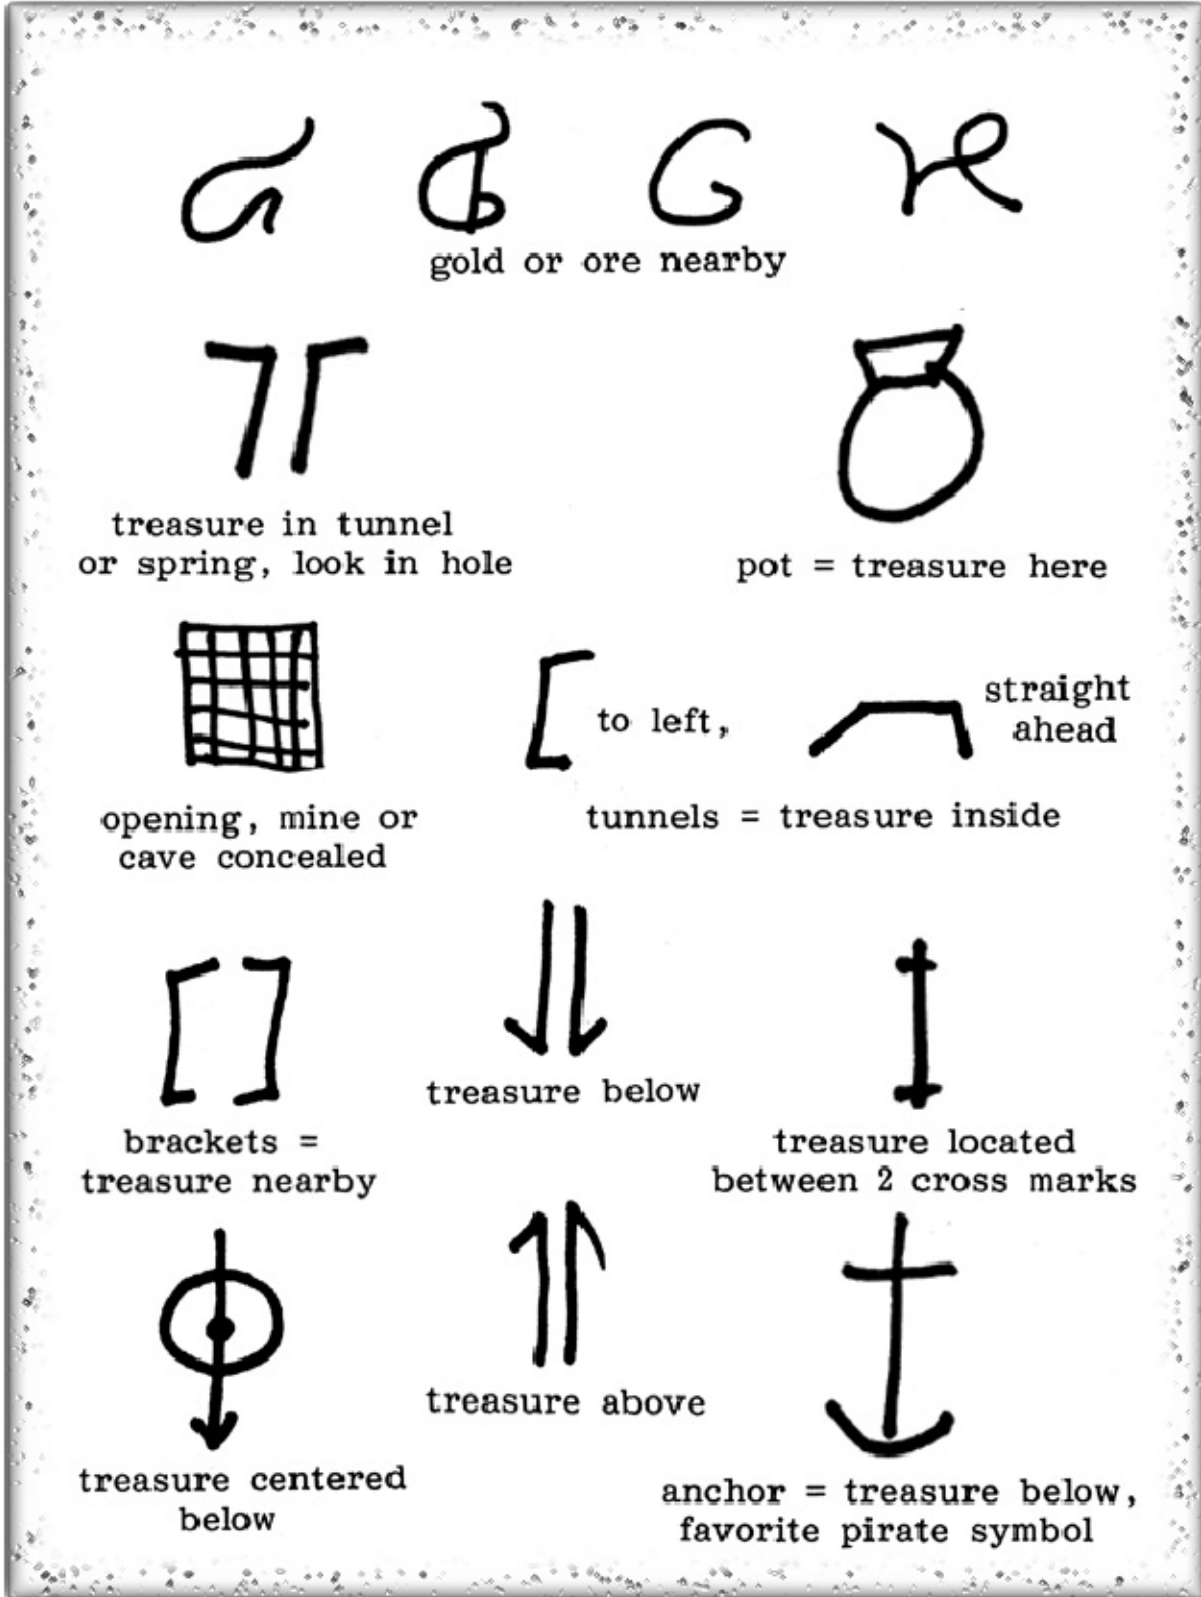 gold or ore nearby
treasure in tunnel
or spring, look in hole
pot = treasure here
opening, mine or
cave concealed
to left,
straight
ahead
tunnels = treasure inside
brackets =
treasure nearby
treasure below
treasure located
between 2 cross marks
treasure centered
below
treasure above
anchor = treasure below,
favorite pirate symbol